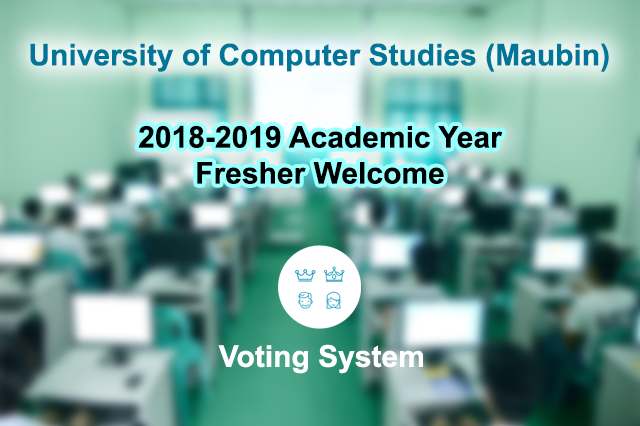 University of Computer Studies (Maubin)
2018-2019 Academic Year
Fresher Welcome
Voting System